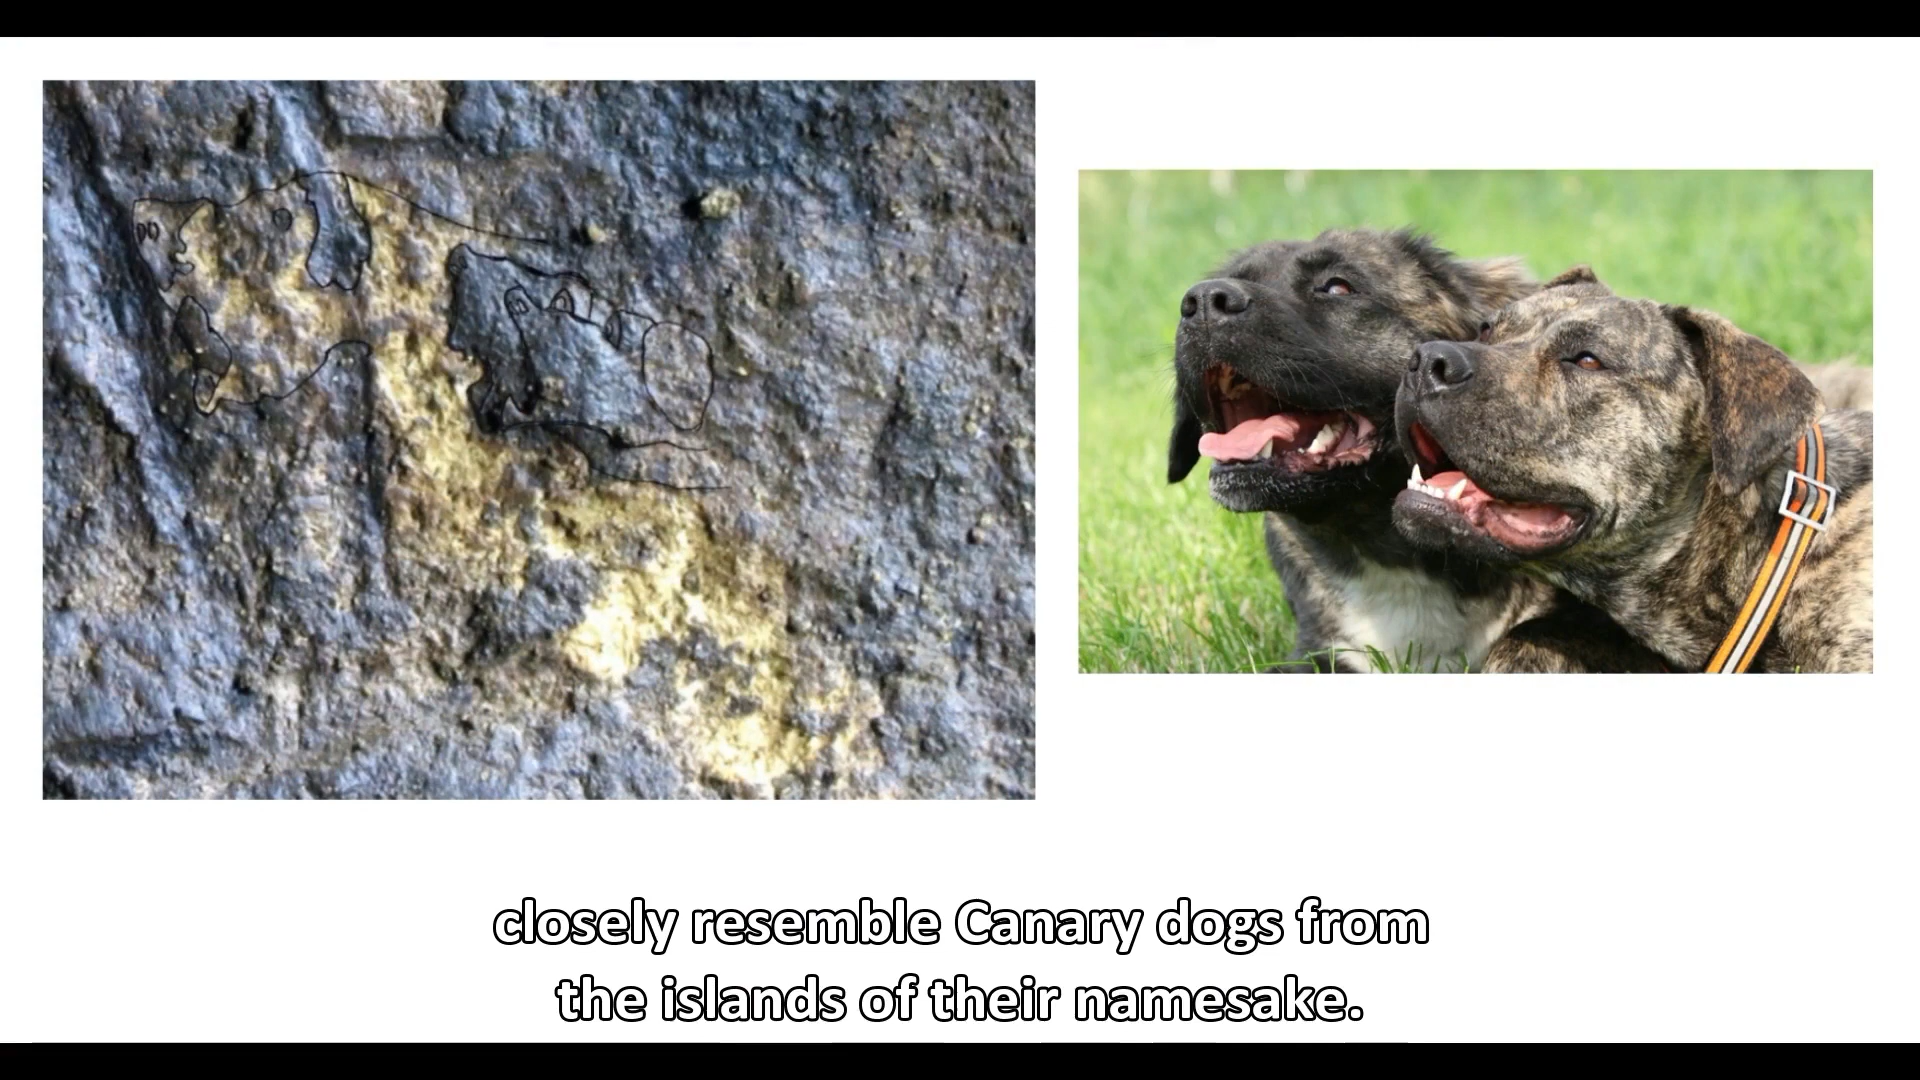 closely resemble Canary dogs from
the islands of their namesake.